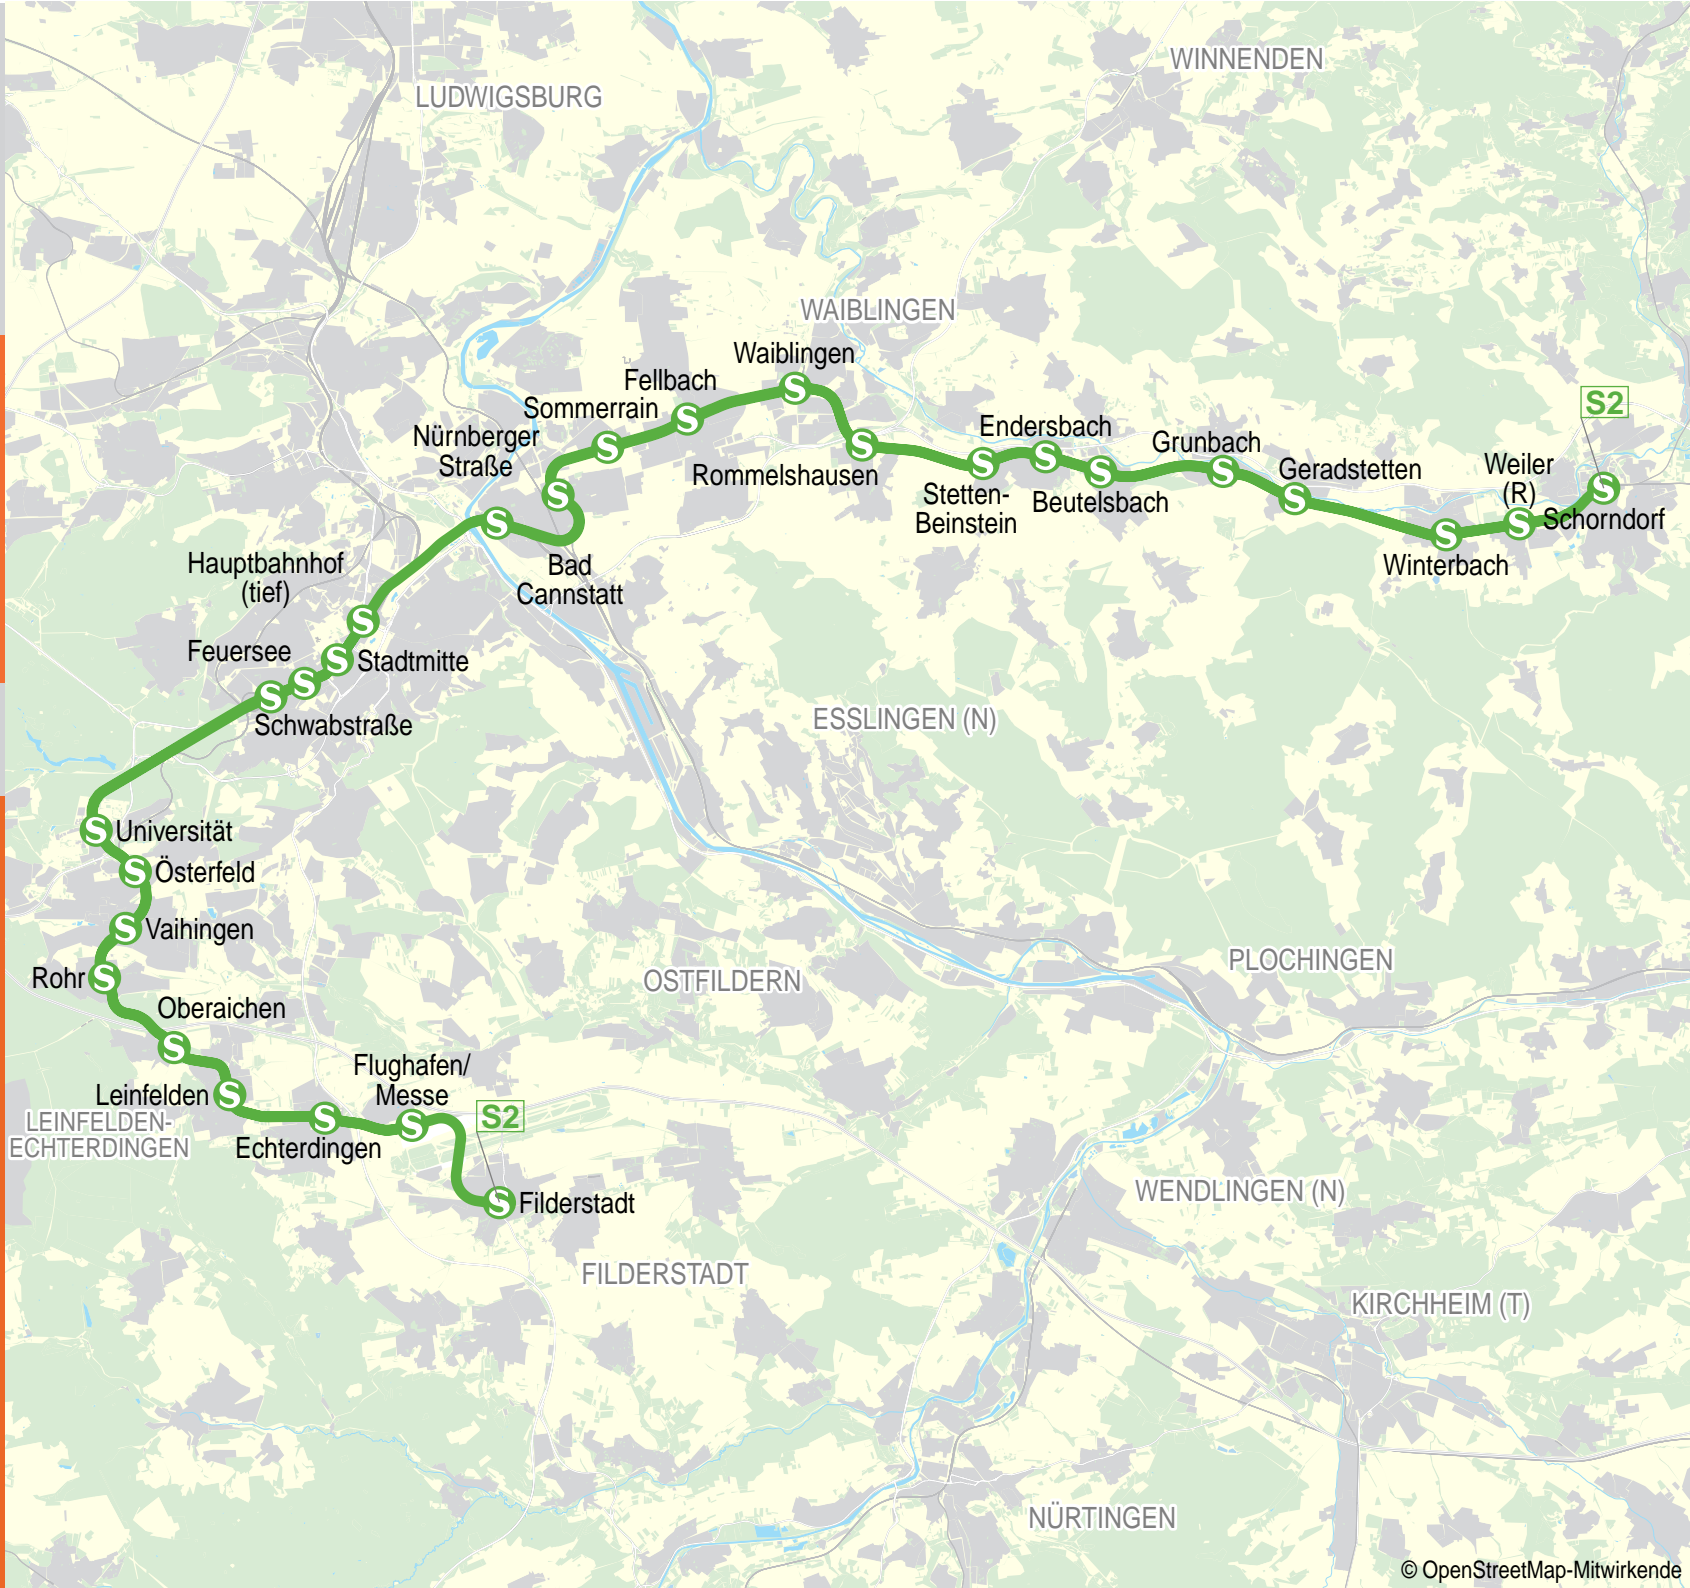 WINNENDEN
LUDWIGSBURG
WAIBLINGEN
Waiblingen
Fellbach
Sommerrain
Nürnberger
Straße
S2
Endersbach
Grunbach
Geradstetten
Weiler
(R)
Rommelshausen
Stetten-
Beinstein
Beutelsbach
Schorndorf
Winterbach
Hauptbahnhof
(tief)
Bad
Cannstatt
Feuersee
Stadtmitte
Schwabstraße
ESSLINGEN (N)
Universität
Österfeld
Vaihingen
Rohr
Oberaichen
OSTFILDERN
PLOCHINGEN
Flughafen/
Messe
Leinfelden
LEINFELDEN-
ECHTERDINGEN
Echterdingen
S2
Filderstadt
WENDLINGEN (N)
FILDERSTADT
KIRCHHEIM (T)
NÜRTINGEN
© OpenStreetMap-Mitwirkende